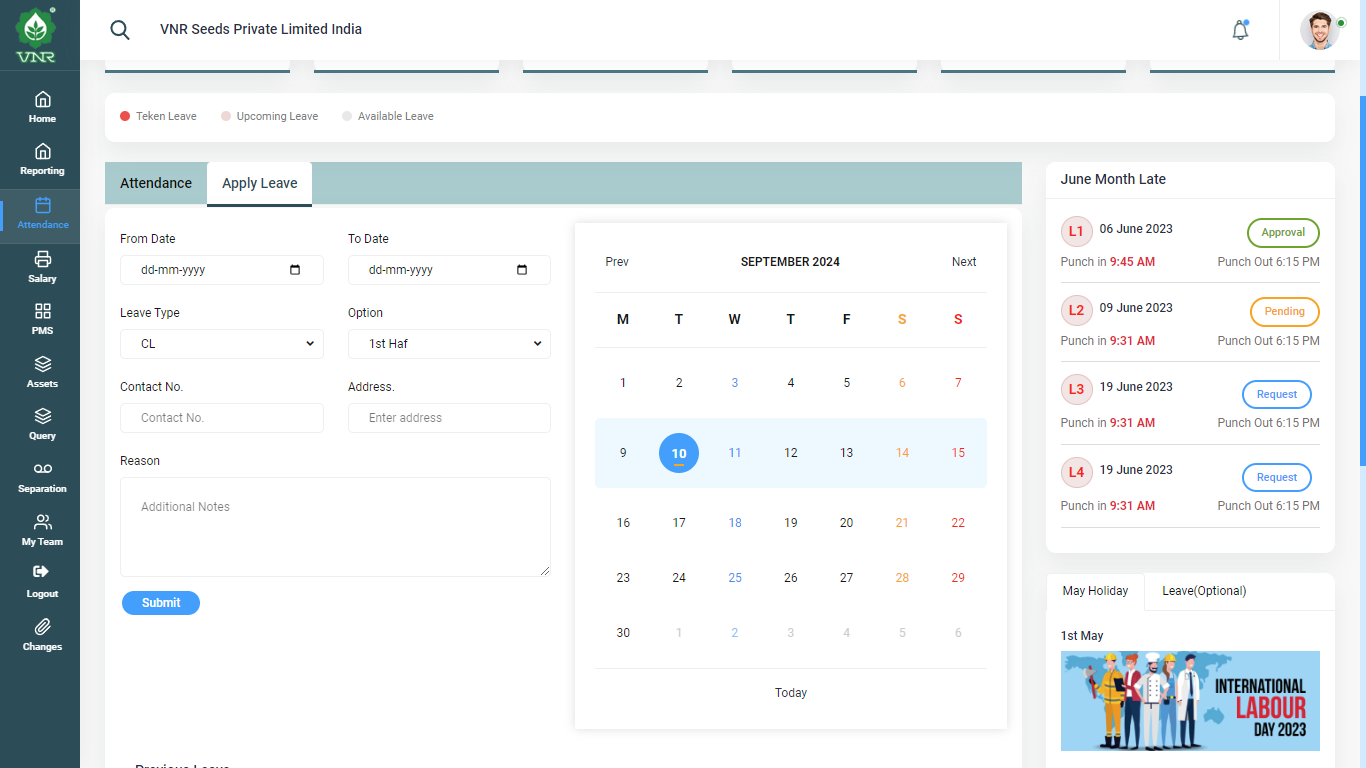 VNR
VNR Seeds Private Limited India
Home
Reporting
Attendance
Salary
PMS
Assets
Query
Separation
My Team
Logout
Changes
Teken Leave
Upcoming Leave
Available Leave
Attendance
Apply Leave
From Date
To Date
dd-mm-yyyy
dd-mm-yyyy
Leave Type
Option
CL
1st Haf
Contact No.
Address.
Contact No.
Enter address
Reason
Additional Notes
Submit
Prev
SEPTEMBER 2024
Next
M T W T F S S
1 2 3 4 5 6 7
9 10 11 12 13 14 15
16 17 18 19 20 21 22
23 24 25 26 27 28 29
30 1 2 3 4 5 6
Today
June Month Late
L1 06 June 2023 Approval
Punch in 9:45 AM Punch Out 6:15 PM
L2 09 June 2023 Pending
Punch in 9:31 AM Punch Out 6:15 PM
L3 19 June 2023 Request
Punch in 9:31 AM Punch Out 6:15 PM
L4 19 June 2023 Request
Punch in 9:31 AM Punch Out 6:15 PM
May Holiday
Leave(Optional)
1st May
INTERNATIONAL
LABOUR
DAY 2023